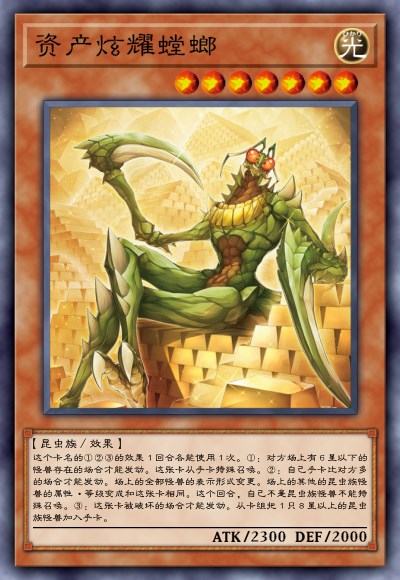 资产炫耀螳螂
光
【昆虫族/效果】
这个卡名的①②③的效果1回合各能使用1次。①:对方场上有6星以下的
怪兽存在的场合才能发动。这张卡从手卡特殊召唤。②:自己手卡比对方多
的场合才能发动。场上的全部怪兽的表示形式变更。场上的其他的昆虫族怪
兽的属性·等级变成和这张卡相同。这个回合,自己不是昆虫族怪兽不能特
殊召唤。③:这张卡被破坏的场合才能发动。从卡组把1只8星以上的昆虫
族怪兽加入手卡。
ATK/2300 DEF/2000